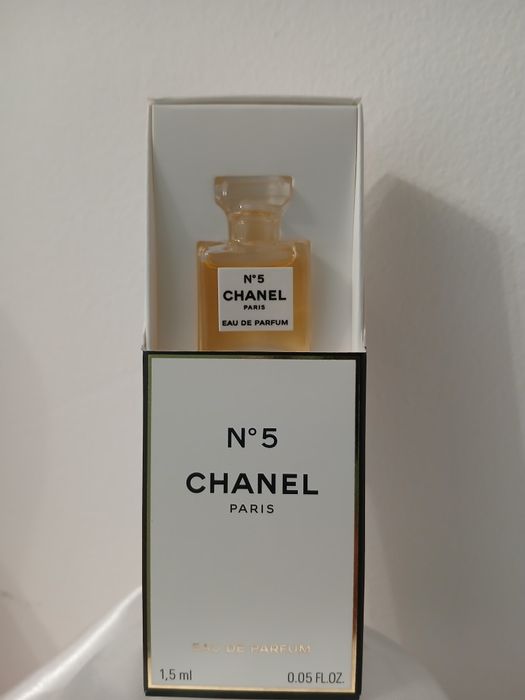 N°5
CHANEL
PARIS
EAU DE PARFUM
N°5
CHANEL
PARIS
EAU DE PARFUM
1,5 ml 0.05 FL.OZ.